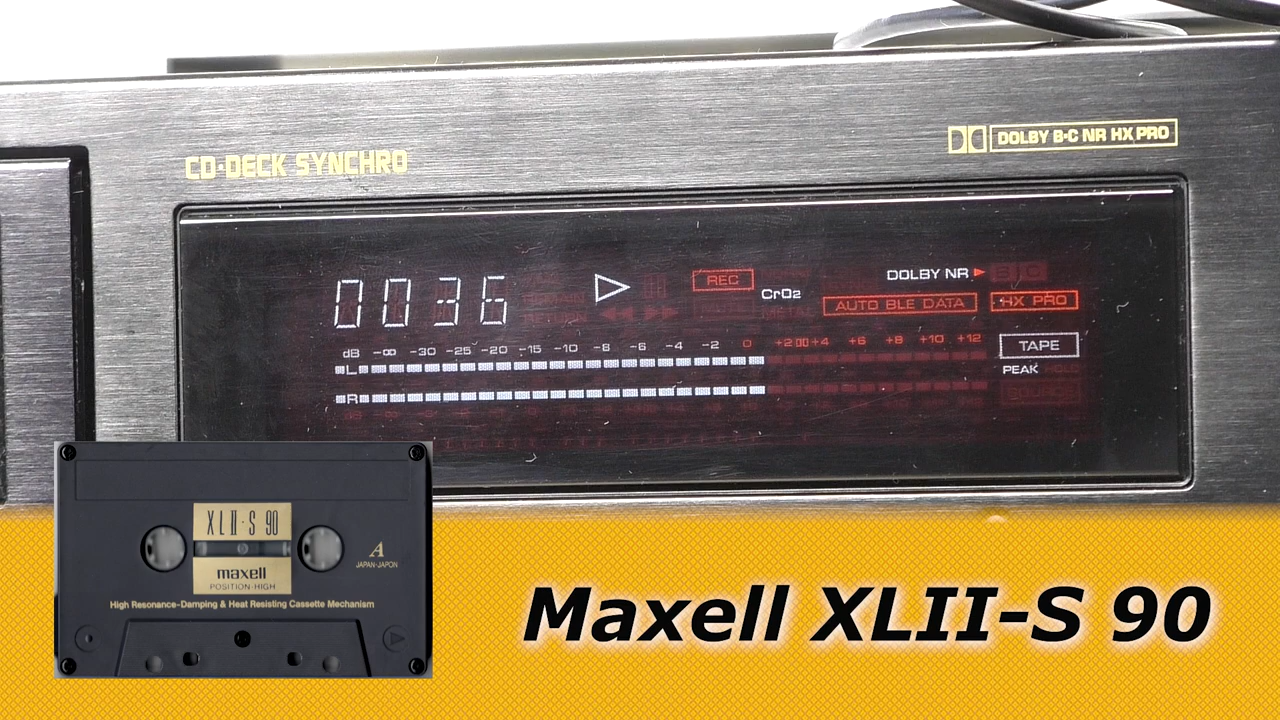 CD·DECK SYNCHRO
DOLBY B·C NR HX PRO
0036
REC
CrO2
DOLBY NR
B C
AUTO BLE DATA
HX PRO
dB -∞ -30 -25 -20 -15 -10 -8 -6 -4 -2 0 +2 +4 +6 +8 +10 +12
TAPE
L
PEAK HOLD
R
XLII·S 90
maxell
POSITION·HIGH
A
JAPAN·JAPON
High Resonance-Damping & Heat Resisting Cassette Mechanism
Maxell XLII-S 90